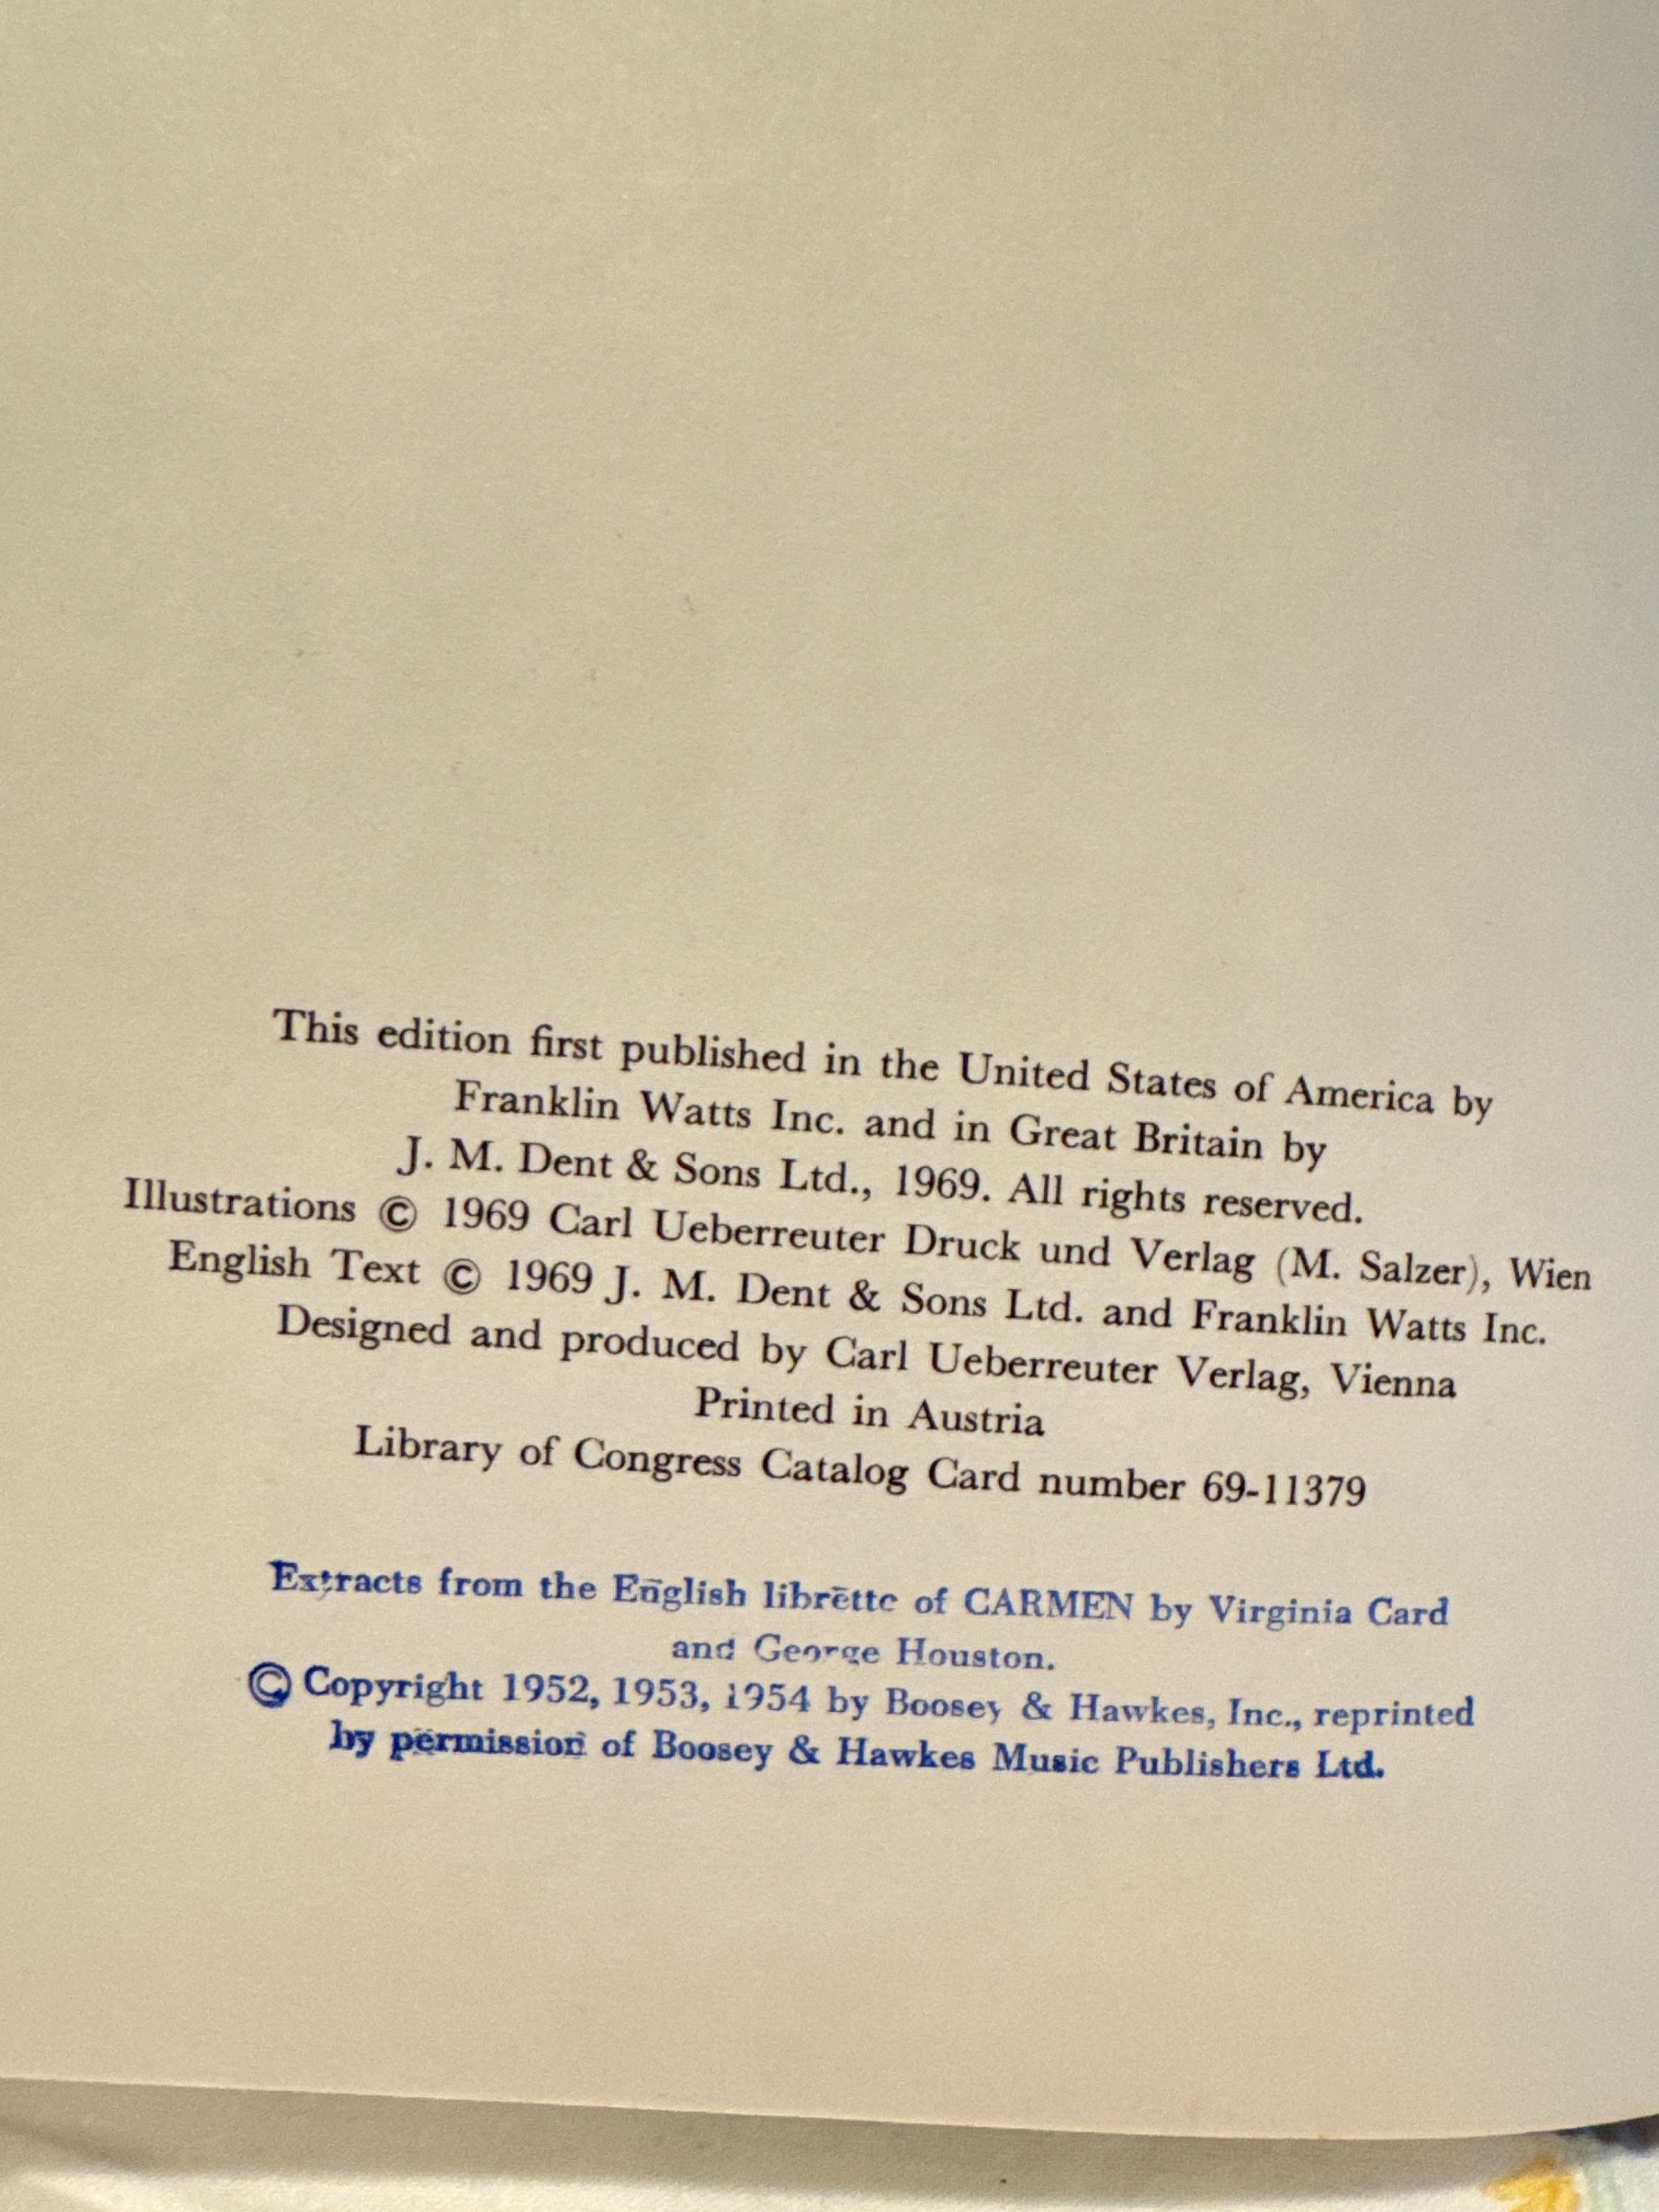 This edition first published in the United States of America by
Franklin Watts Inc. and in Great Britain by
J. M. Dent & Sons Ltd., 1969. All rights reserved.
Illustrations © 1969 Carl Ueberreuter Druck und Verlag (M. Salzer), Wien
English Text © 1969 J. M. Dent & Sons Ltd. and Franklin Watts Inc.
Designed and produced by Carl Ueberreuter Verlag, Vienna
Printed in Austria
Library of Congress Catalog Card number 69-11379
Extracts from the English libretto of CARMEN by Virginia Card
and George Houston.
© Copyright 1952, 1953, 1954 by Boosey & Hawkes, Inc., reprinted
by permission of Boosey & Hawkes Music Publishers Ltd.